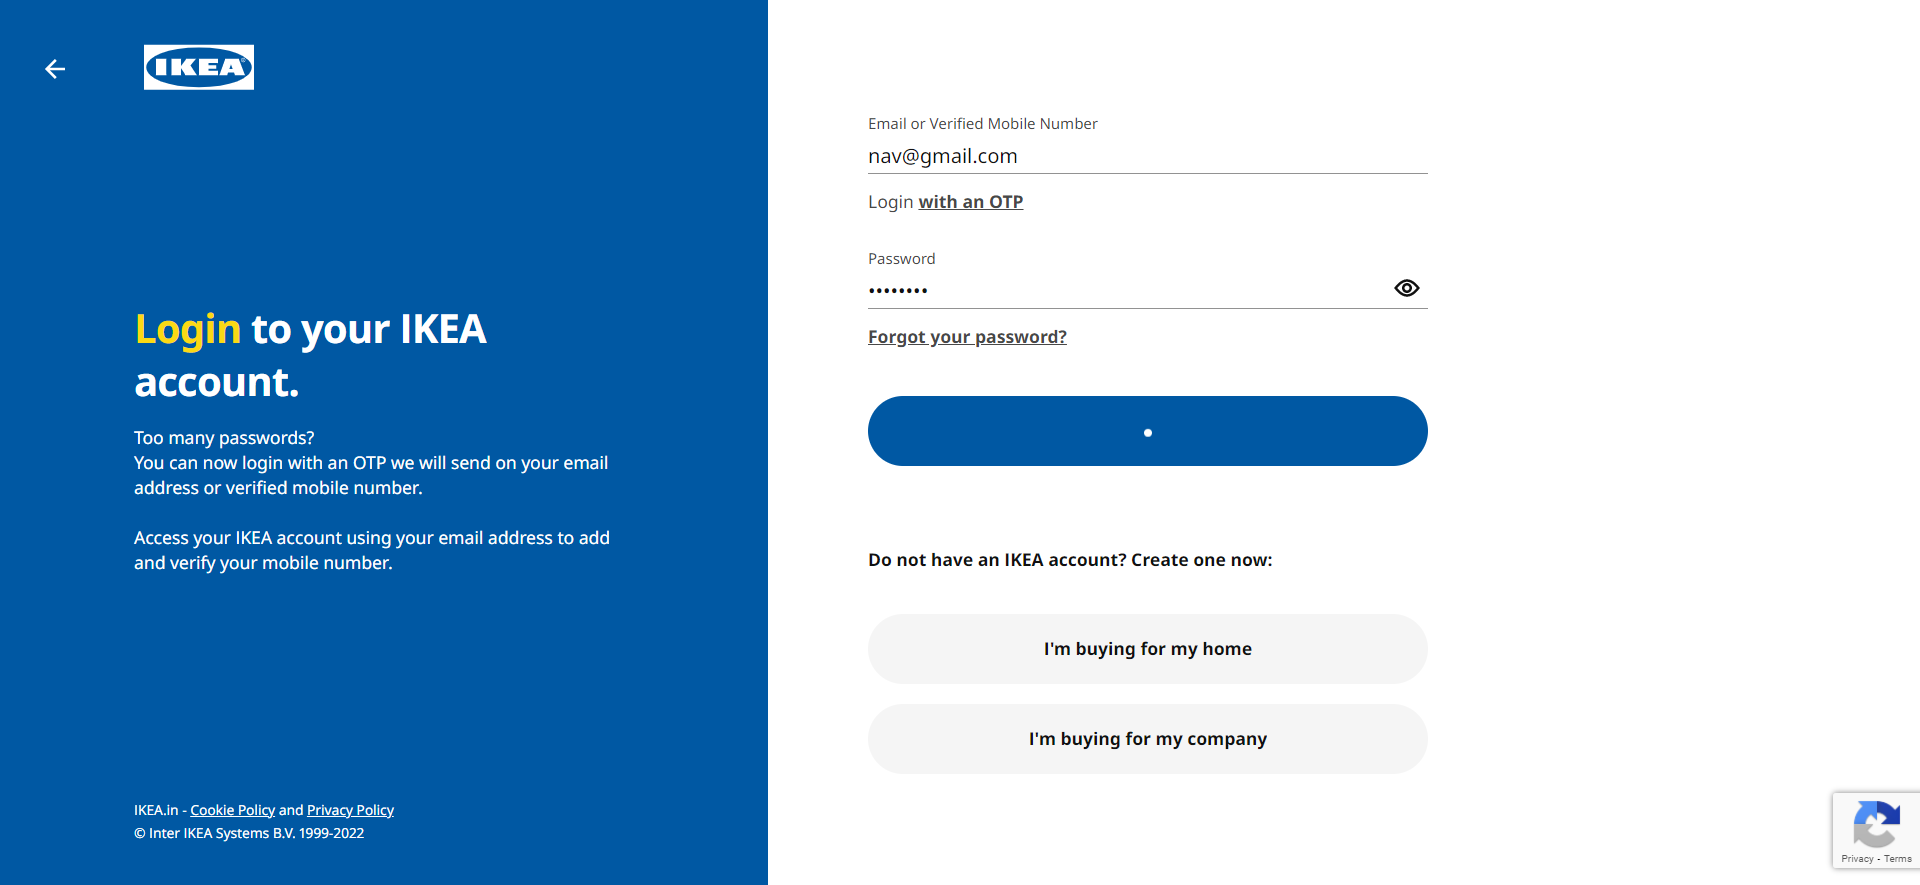 IKEA
Login to your IKEA
account.
Too many passwords?
You can now login with an OTP we will send on your email
address or verified mobile number.
Access your IKEA account using your email address to add
and verify your mobile number.
IKEA.in - Cookie Policy and Privacy Policy
© Inter IKEA Systems B.V. 1999-2022
Email or Verified Mobile Number
nav@gmail.com
Login with an OTP
Password
••••••••
Forgot your password?
Do not have an IKEA account? Create one now:
I'm buying for my home
I'm buying for my company
Privacy - Terms